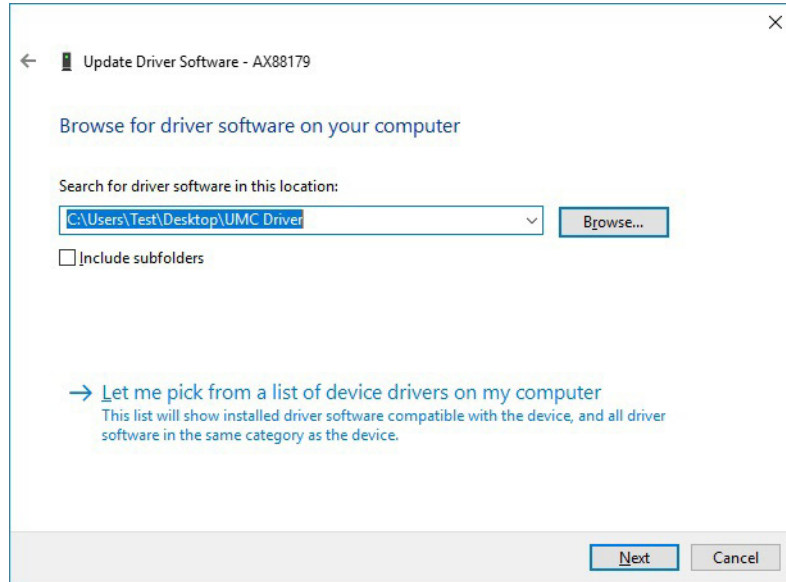 Update Driver Software - AX88179
Browse for driver software on your computer
Search for driver software in this location:
C:\Users\Test\Desktop\UMC Driver
Browse...
Include subfolders
Let me pick from a list of device drivers on my computer
This list will show installed driver software compatible with the device, and all driver
software in the same category as the device.
Next
Cancel